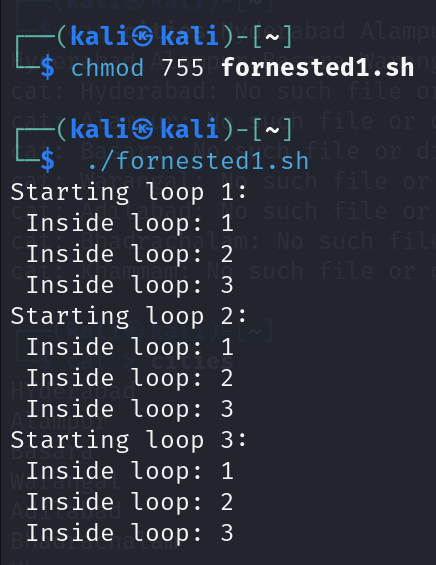 ┌──(kali㉿kali)-[~]
└─$ chmod 755 fornested1.sh
┌──(kali㉿kali)-[~]
└─$ ./fornested1.sh
Starting loop 1:
 Inside loop: 1
 Inside loop: 2
 Inside loop: 3
Starting loop 2:
 Inside loop: 1
 Inside loop: 2
 Inside loop: 3
Starting loop 3:
 Inside loop: 1
 Inside loop: 2
 Inside loop: 3